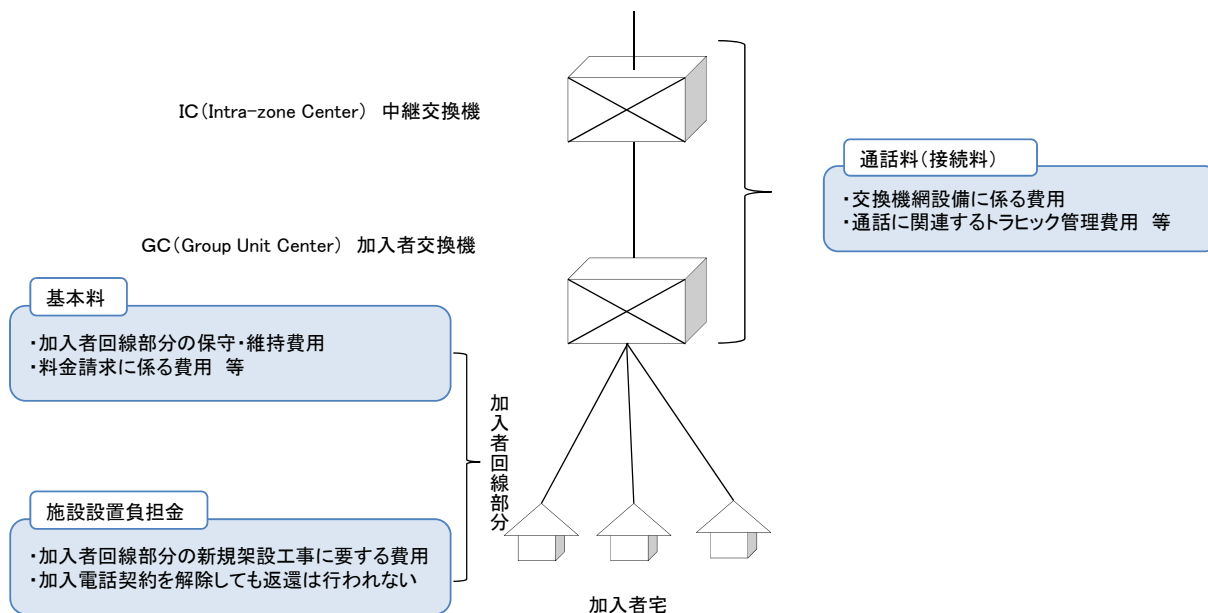 IC(Intra-zone Center) 中継交換機
通話料(接続料)
・交換機網設備に係る費用
・通話に関連するトラヒック管理費用 等
GC(Group Unit Center) 加入者交換機
基本料
・加入者回線部分の保守・維持費用
・料金請求に係る費用 等
加入者回線部分
施設設置負担金
・加入者回線部分の新規架設工事に要する費用
・加入電話契約を解除しても返還は行われない
加入者宅